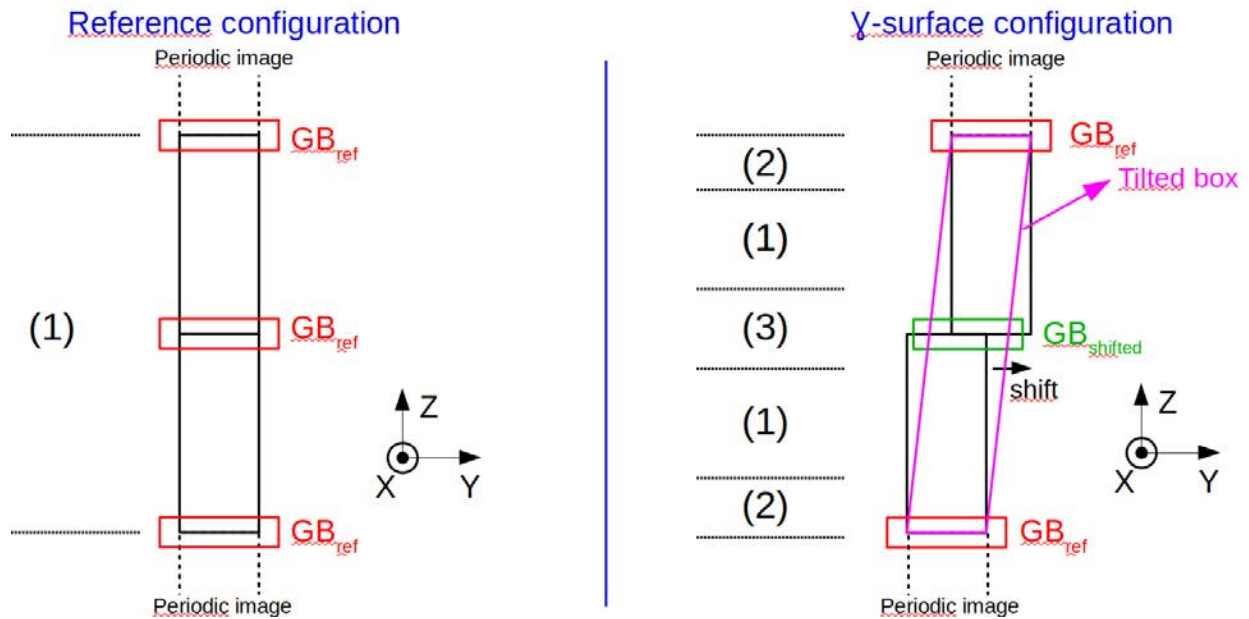 Reference configuration
Periodic image
GBref
(1)
GBref
Z
X
Y
GBref
Periodic image
Ɣ-surface configuration
Periodic image
GBref
(2)
Tilted box
(1)
(3)
GBshifted
shift
(1)
Z
X
Y
(2)
GBref
Periodic image